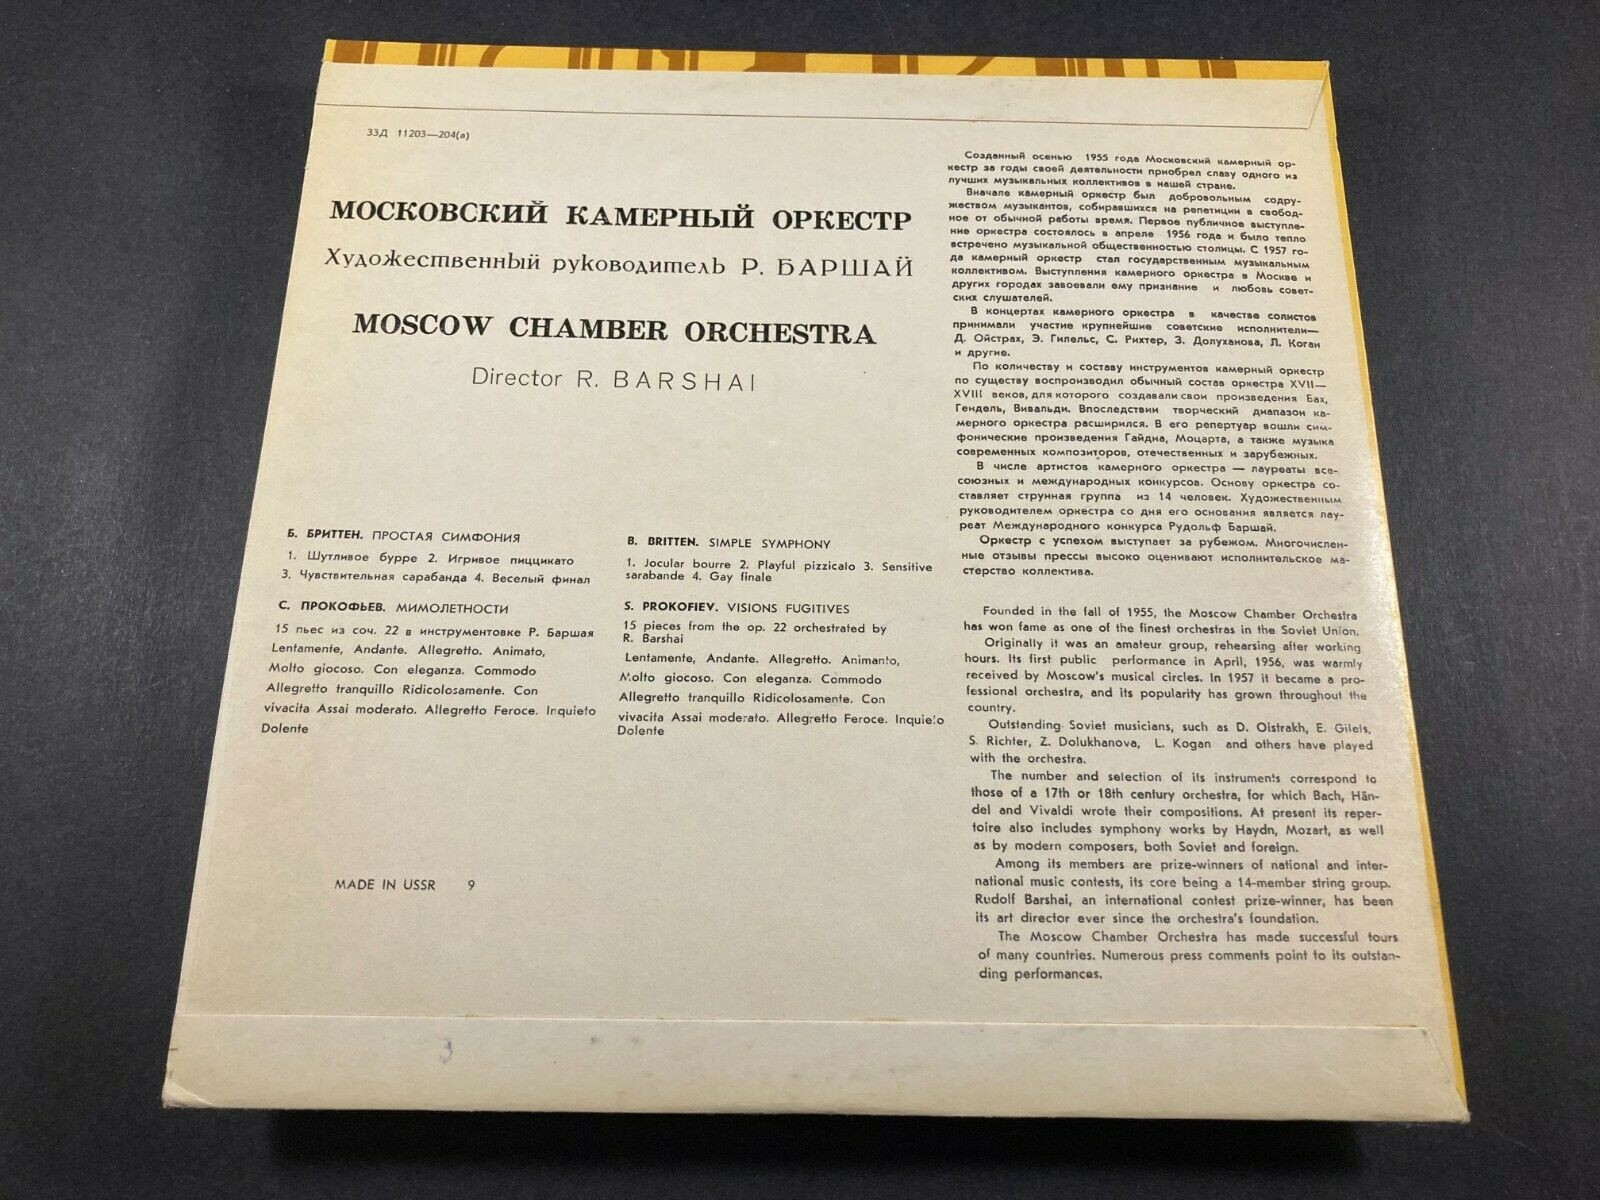 33Д 11203—204(а)
МОСКОВСКИЙ КАМЕРНЫЙ ОРКЕСТР
Художественный руководитель Р. БАРШАЙ
MOSCOW CHAMBER ORCHESTRA
Director R. BARSHAI
Б. БРИТТЕН. ПРОСТАЯ СИМФОНИЯ
1. Шутливое бурре 2. Игривое пиццикато
3. Чувствительная сарабанда 4. Веселый финал
С. ПРОКОФЬЕВ. МИМОЛЕТНОСТИ
15 пьес из соч. 22 в инструментовке Р. Баршая
Lentamente, Andante. Allegretto. Animato,
Molto giocoso. Con eleganza. Commodo
Allegretto tranquillo Ridicolosamente. Con
vivacita Assai moderato. Allegretto Feroce. Inquieto
Dolente
B. BRITTEN. SIMPLE SYMPHONY
1. Jocular bourre 2. Playful pizzicalo 3. Sensitive
sarabande 4. Gay finale
S. PROKOFIEV. VISIONS FUGITIVES
15 pieces from the op. 22 orchestrated by
R. Barshai
Lentamente, Andante. Allegretto. Animanto,
Molto giocoso. Con eleganza. Commodo
Allegretto tranquillo Ridicolosamente. Con
vivacita Assai moderato. Allegretto Feroce. Inquieto
Dolente
MADE IN USSR 9
Созданный осенью 1955 года Московский камерный ор-
кестр за годы своей деятельности приобрел славу одного из
лучших музыкальных коллективов в нашей стране.
Вначале камерный оркестр был добровольным содру-
жеством музыкантов, собиравшихся на репетиции в свобод-
ное от обычной работы время. Первое публичное выступле-
ние оркестра состоялось в апреле 1956 года и было тепло
встречено музыкальной общественностью столицы. С 1957 го-
да камерный оркестр стал государственным музыкальным
коллективом. Выступления камерного оркестра в Москве и
других городах завоевали ему признание и любовь совет-
ских слушателей.
В концертах камерного оркестра в качестве солистов
принимали участие крупнейшие советские исполнители—
Д. Ойстрах, Э. Гилельс, С. Рихтер, З. Долуханова, Л. Коган
и другие.
По количеству и составу инструментов камерный оркестр
по существу воспроизводил обычный состав оркестра XVII—
XVIII веков, для которого создавали свои произведения Бах,
Гендель, Вивальди. Впоследствии творческий диапазон ка-
мерного оркестра расширился. В его репертуар вошли сим-
фонические произведения Гайдна, Моцарта, а также музыка
современных композиторов, отечественных и зарубежных.
В числе артистов камерного оркестра — лауреаты все-
союзных и международных конкурсов. Основу оркестра со-
ставляет струнная группа из 14 человек. Художественным
руководителем оркестра со дня его основания является лау-
реат Международного конкурса Рудольф Баршай.
Оркестр с успехом выступает за рубежом. Многочислен-
ные отзывы прессы высоко оценивают исполнительское ма-
стерство коллектива.
Founded in the fall of 1955, the Moscow Chamber Orchestra
has won fame as one of the finest orchestras in the Soviet Union.
Originally it was an amateur group, rehearsing after working
hours. Its first public performance in April, 1956, was warmly
received by Moscow's musical circles. In 1957 it became a pro-
fessional orchestra, and its popularity has grown throughout the
country.
Outstanding Soviet musicians, such as D. Oistrakh, E. Gilels,
S. Richter, Z. Dolukhanova, L. Kogan and others have played
with the orchestra.
The number and selection of its instruments correspond to
those of a 17th or 18th century orchestra, for which Bach, Hän-
del and Vivaldi wrote their compositions. At present its reper-
toire also includes symphony works by Haydn, Mozart, as well
as by modern composers, both Soviet and foreign.
Among its members are prize-winners of national and inter-
national music contests, its core being a 14-member string group.
Rudolf Barshai, an international contest prize-winner, has been
its art director ever since the orchestra's foundation.
The Moscow Chamber Orchestra has made successful tours
of many countries. Numerous press comments point to its outstan-
ding performances.